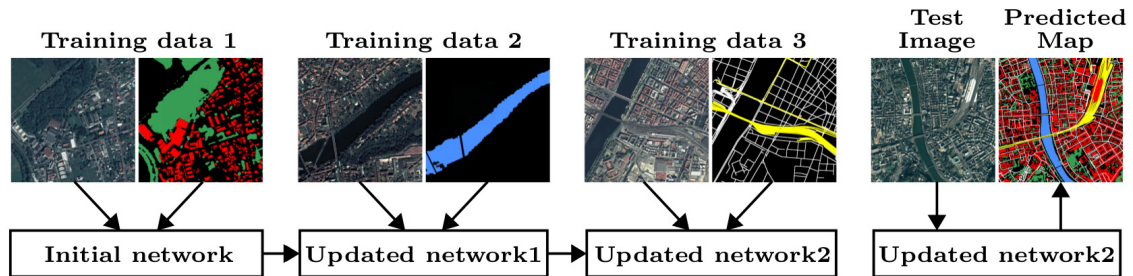 Training data 1
Training data 2
Training data 3
Test
Image
Predicted
Map
Initial network
Updated network1
Updated network2
Updated network2